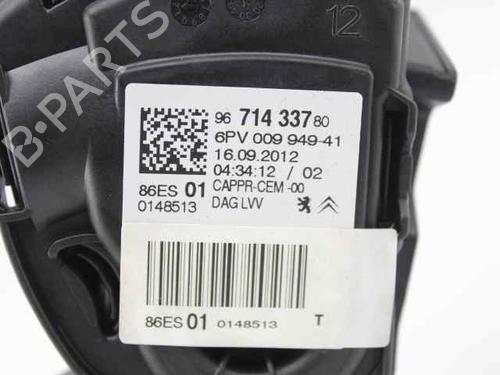 B-PARTS
12
96 714 337 80
6PV 009 949-41
16.09.2012
04:34:12 / 02
86ES 01 CAPPR-CEM -00
0148513 DAG LVV
86ES 01 0148513 T